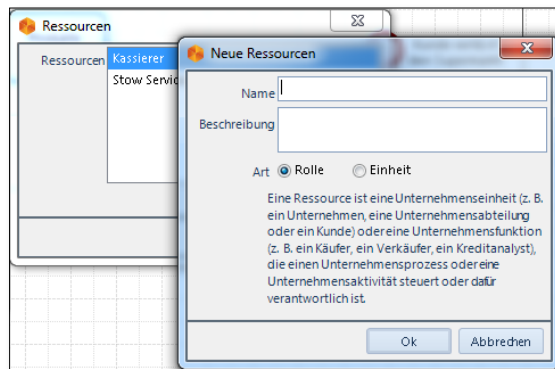 Ressourcen
Ressourcen
Kassierer
Stow Servic
Neue Ressourcen
Name
Beschreibung
Art Rolle Einheit
Eine Ressource ist eine Unternehmenseinheit (z. B.
ein Unternehmen, eine Unternehmensabteilung
oder ein Kunde) oder eine Unternehmensfunktion
(z. B. ein Käufer, ein Verkäufer, ein Kreditanalyst),
die einen Unternehmensprozess oder eine
Unternehmensaktivität steuert oder dafür
verantwortlich ist.
Ok Abbrechen